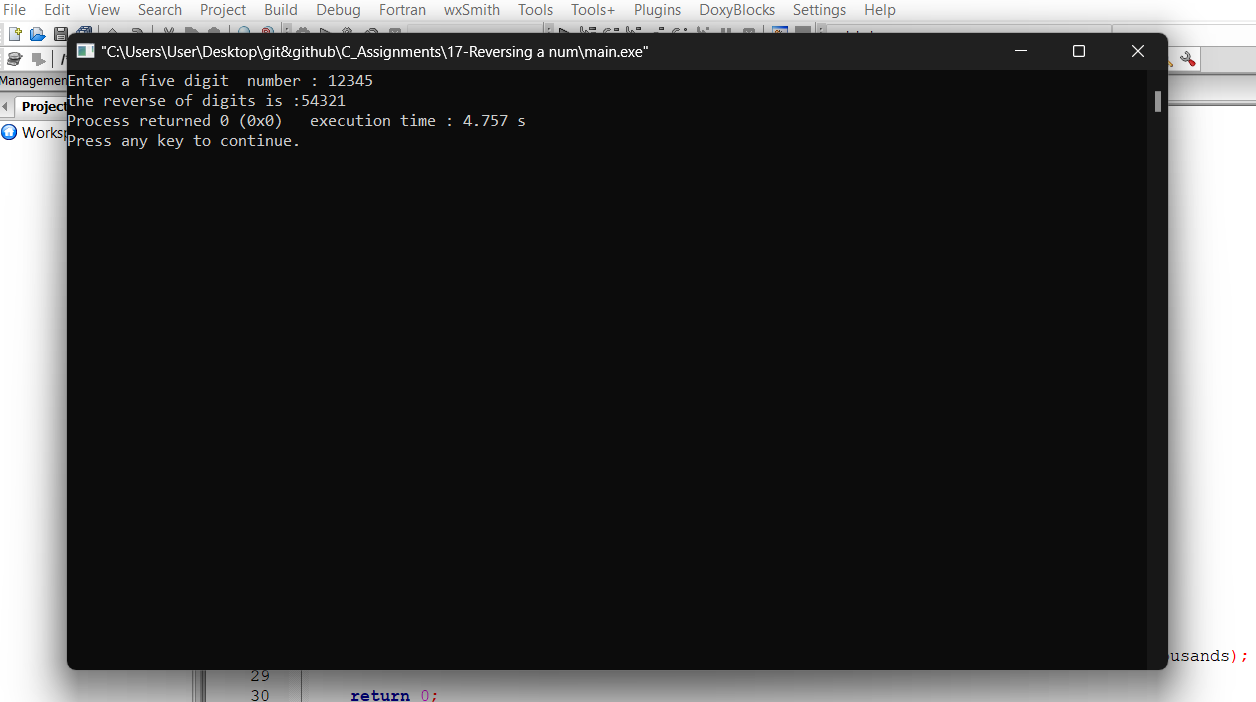 File Edit View Search Project Build Debug Fortran wxSmith Tools Tools+ Plugins DoxyBlocks Settings Help
"C:\Users\User\Desktop\git&github\C_Assignments\17-Reversing a num\main.exe"
Enter a five digit  number : 12345
the reverse of digits is :54321
Process returned 0 (0x0)   execution time : 4.757 s
Press any key to continue.
Managemen
Project
Worksp
usands);
29
30 return 0;